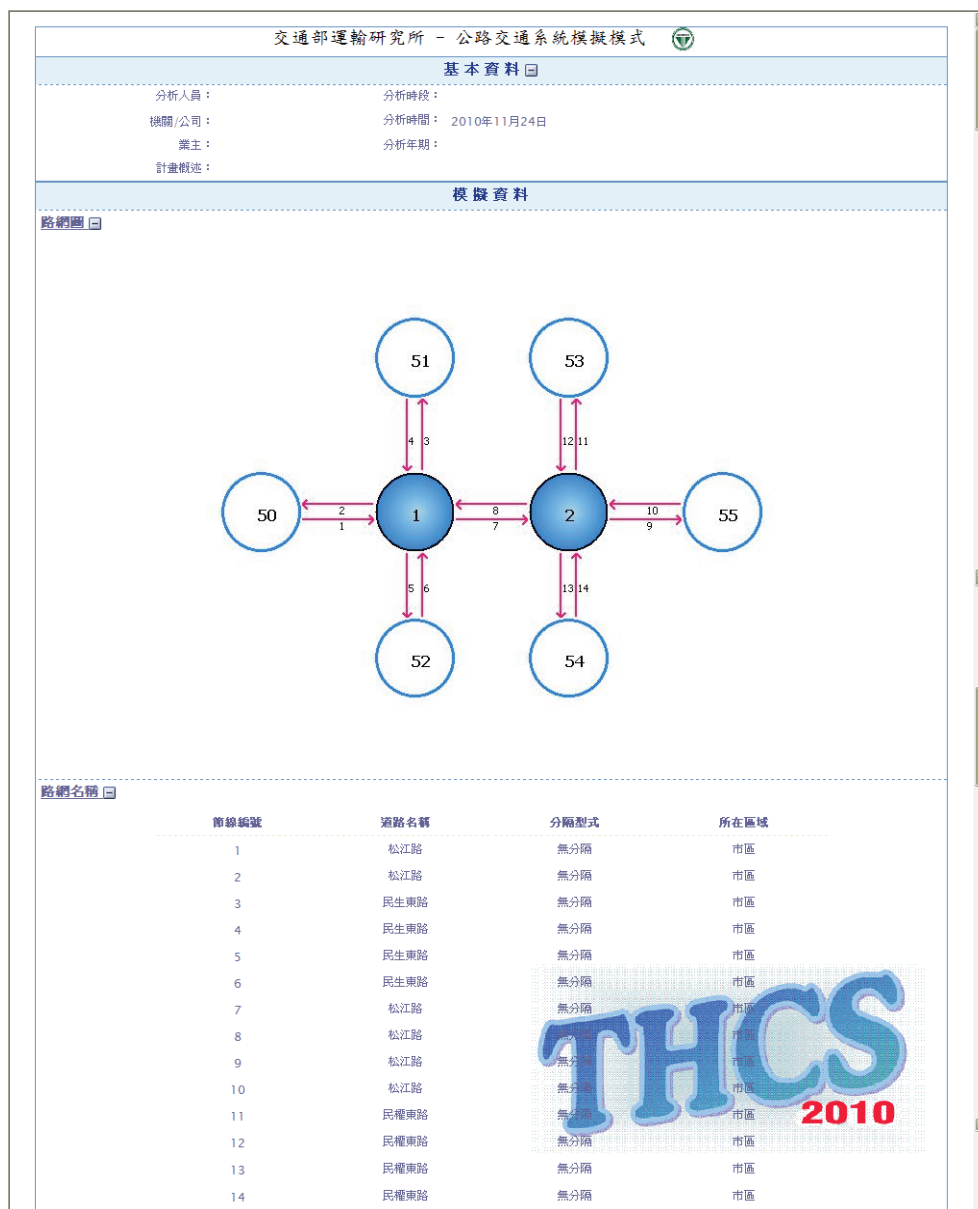 交通部運輸研究所 - 公路交通系統模擬模式
基本資料
分析人員： 分析時段：
機關/公司： 分析時間： 2010年11月24日
業主： 分析年期：
計畫概述：
模擬資料
路網圖
51 53
4 3 12 11
50 2 1 1 8 7 2 10 9 55
5 6 13 14
52 54
路網名稱
節線編號 道路名稱 分隔型式 所在區域
1 松江路 無分隔 市區
2 松江路 無分隔 市區
3 民生東路 無分隔 市區
4 民生東路 無分隔 市區
5 民生東路 無分隔 市區
6 民生東路 無分隔 市區
7 松江路 無分隔 市區
8 松江路 無分隔 市區
9 松江路 無分隔 市區
10 松江路 無分隔 市區
11 民權東路 無分隔 市區
12 民權東路 無分隔 市區
13 民權東路 無分隔 市區
14 民權東路 無分隔 市區
THCS
2010